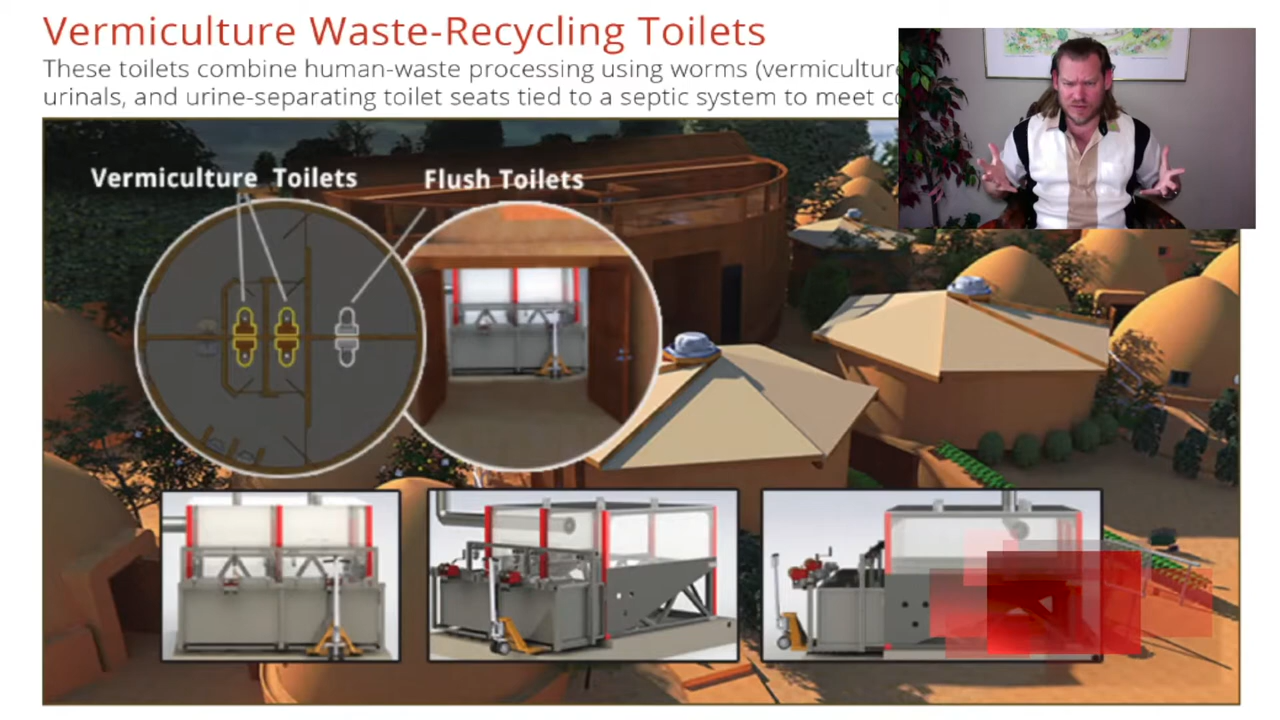 Vermiculture Waste-Recycling Toilets
These toilets combine human-waste processing using worms (vermiculture
urinals, and urine-separating toilet seats tied to a septic system to meet
Vermiculture Toilets
Flush Toilets